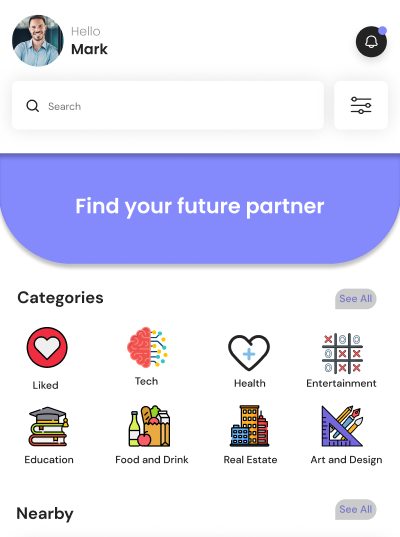 Hello
Mark
Search
Find your future partner
Categories
See All
Liked
Tech
Health
Entertainment
Education
Food and Drink
Real Estate
Art and Design
Nearby
See All